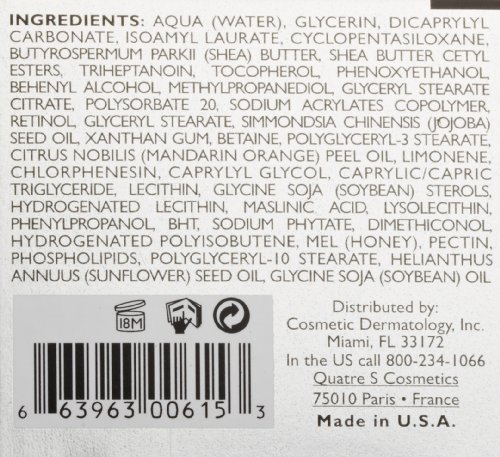 INGREDIENTS: AQUA (WATER), GLYCERIN, DICAPRYLYL
CARBONATE, ISOAMYL LAURATE, CYCLOPENTASILOXANE,
BUTYROSPERMUM PARKII (SHEA) BUTTER, SHEA BUTTER CETYL
ESTERS, TRIHEPTANOIN, TOCOPHEROL, PHENOXYETHANOL,
BEHENYL ALCOHOL, METHYLPROPANEDIOL, GLYCERYL STEARATE
CITRATE, POLYSORBATE 20, SODIUM ACRYLATES COPOLYMER,
RETINOL, GLYCERYL STEARATE, SIMMONDSIA CHINENSIS (JOJOBA)
SEED OIL, XANTHAN GUM, BETAINE, POLYGLYCERYL-3 STEARATE,
CITRUS NOBILIS (MANDARIN ORANGE) PEEL OIL, LIMONENE,
CHLORPHENESIN, CAPRYLYL GLYCOL, CAPRYLIC/CAPRIC
TRIGLYCERIDE, LECITHIN, GLYCINE SOJA (SOYBEAN) STEROLS,
HYDROGENATED LECITHIN, MASLINIC ACID, LYSOLECITHIN,
PHENYLPROPANOL, BHT, SODIUM PHYTATE, DIMETHICONOL,
HYDROGENATED POLYISOBUTENE, MEL (HONEY), PECTIN,
PHOSPHOLIPIDS, POLYGLYCERYL-10 STEARATE, HELIANTHUS
ANNUUS (SUNFLOWER) SEED OIL, GLYCINE SOJA (SOYBEAN) OIL
18M
6 63963 00615 3
Distributed by:
Cosmetic Dermatology, Inc.
Miami, FL 33172
In the US call 800-234-1066
Quatre S Cosmetics
75010 Paris • France
Made in U.S.A.